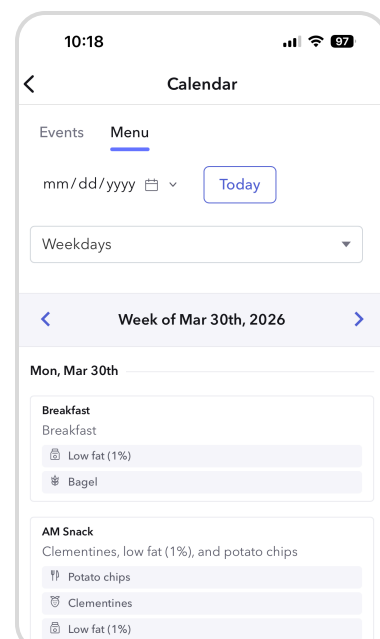 10:18
97
Calendar
Events Menu
mm/dd/yyyy Today
Weekdays
Week of Mar 30th, 2026
Mon, Mar 30th
Breakfast
Breakfast
Low fat (1%)
Bagel
AM Snack
Clementines, low fat (1%), and potato chips
Potato chips
Clementines
Low fat (1%)